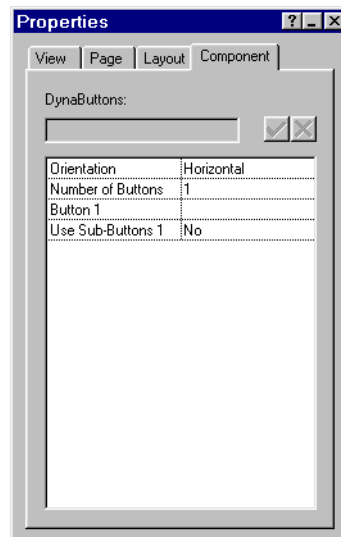 Properties
View Page Layout Component
DynaButtons:
Orientation Horizontal
Number of Buttons 1
Button 1
Use Sub-Buttons 1 No